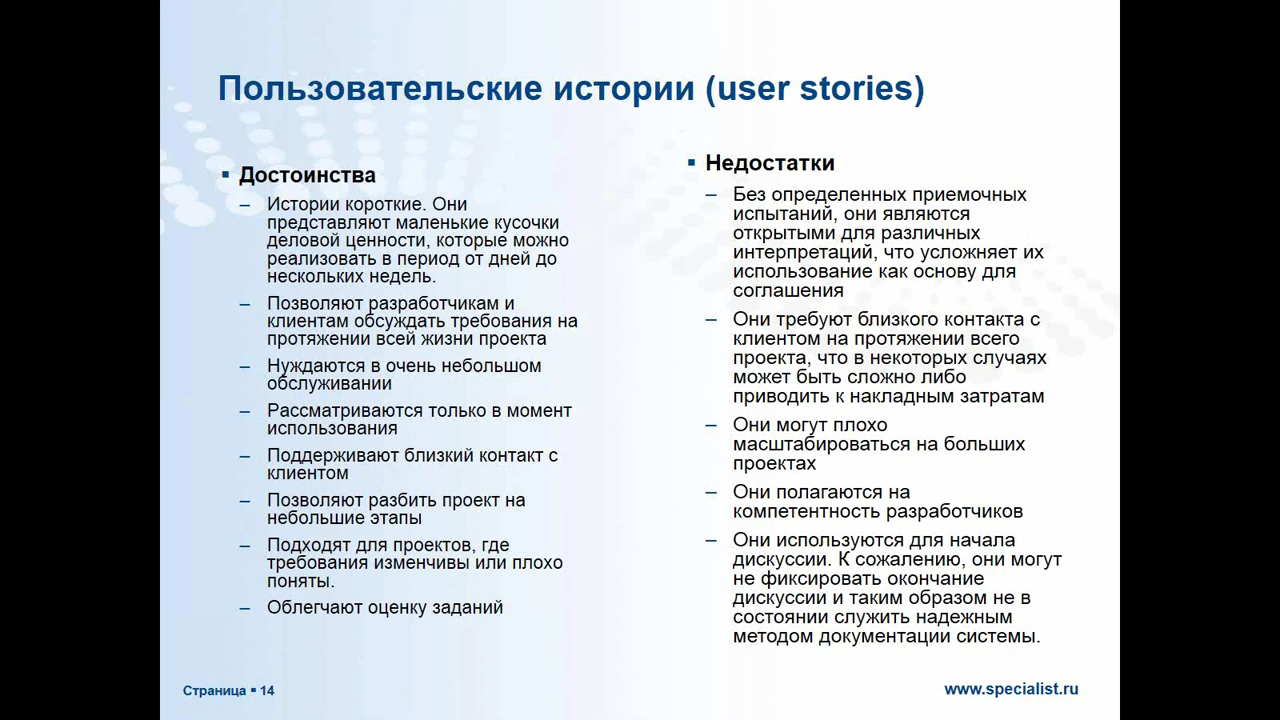 Пользовательские истории (user stories)
▪ Достоинства
– Истории короткие. Они
представляют маленькие кусочки
деловой ценности, которые можно
реализовать в период от дней до
нескольких недель.
– Позволяют разработчикам и
клиентам обсуждать требования на
протяжении всей жизни проекта
– Нуждаются в очень небольшом
обслуживании
– Рассматриваются только в момент
использования
– Поддерживают близкий контакт с
клиентом
– Позволяют разбить проект на
небольшие этапы
– Подходят для проектов, где
требования изменчивы или плохо
поняты.
– Облегчают оценку заданий
▪ Недостатки
– Без определенных приемочных
испытаний, они являются
открытыми для различных
интерпретаций, что усложняет их
использование как основу для
соглашения
– Они требуют близкого контакта с
клиентом на протяжении всего
проекта, что в некоторых случаях
может быть сложно либо
приводить к накладным затратам
– Они могут плохо
масштабироваться на больших
проектах
– Они полагаются на
компетентность разработчиков
– Они используются для начала
дискуссии. К сожалению, они могут
не фиксировать окончание
дискуссии и таким образом не в
состоянии служить надежным
методом документации системы.
Страница ▪ 14
www.specialist.ru